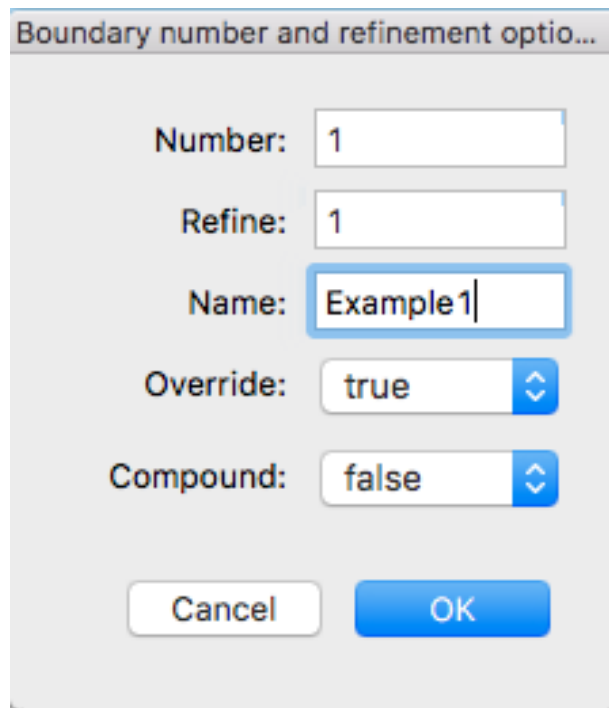 Boundary number and refinement optio...
Number: 1
Refine: 1
Name: Example1
Override: true
Compound: false
Cancel OK